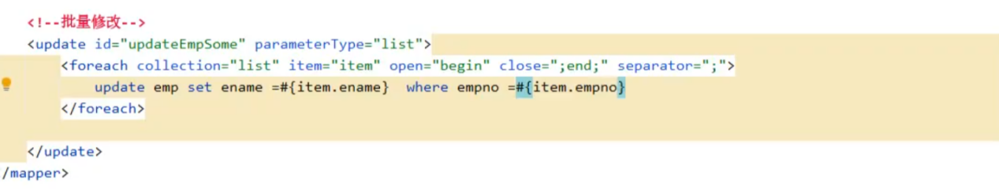 <!--批量修改-->
<update id="updateEmpSome" parameterType="list">
<foreach collection="list" item="item" open="begin" close=";end;" separator=";">
update emp set ename =#{item.ename}  where empno =#{item.empno}
</foreach>
</update>
/mapper>